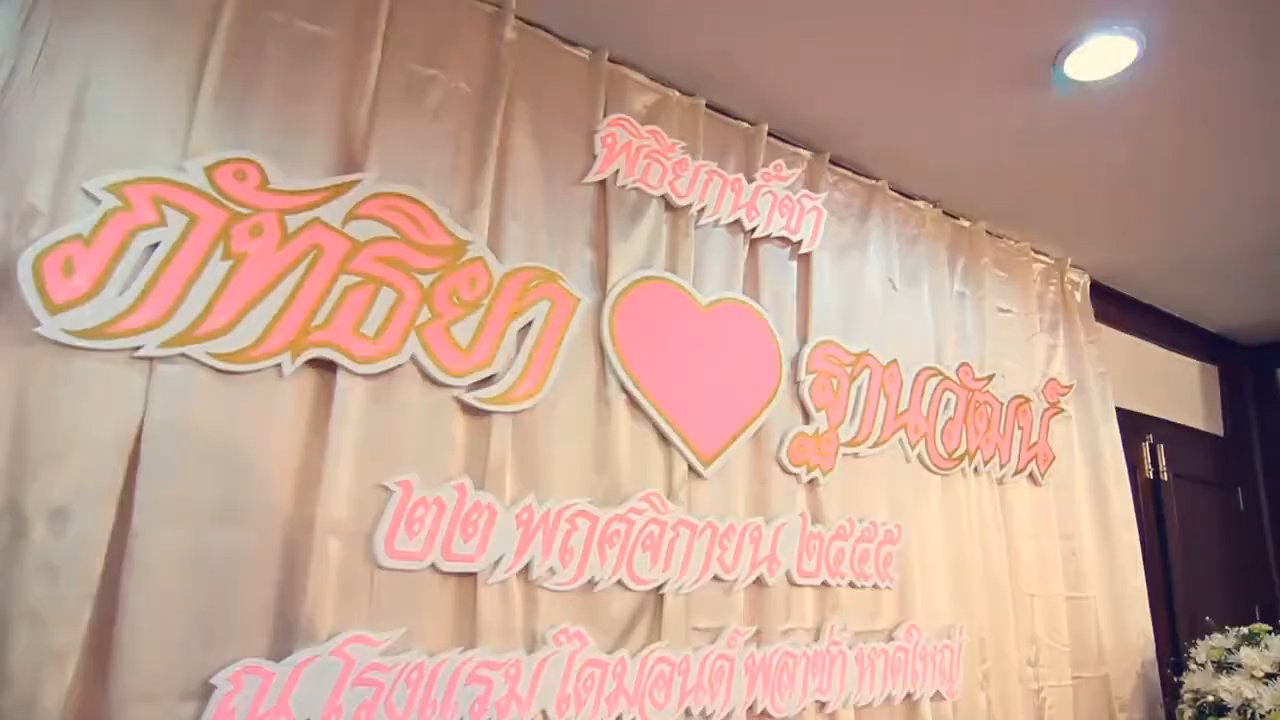 พิธียกน้ำชา
ภัทธิยา ฐานวัฒน์
๒๒ พฤศจิกายน ๒๕๕๕
ณ โรงแรม ไดมอนด์ พลาซ่า หาดใหญ่